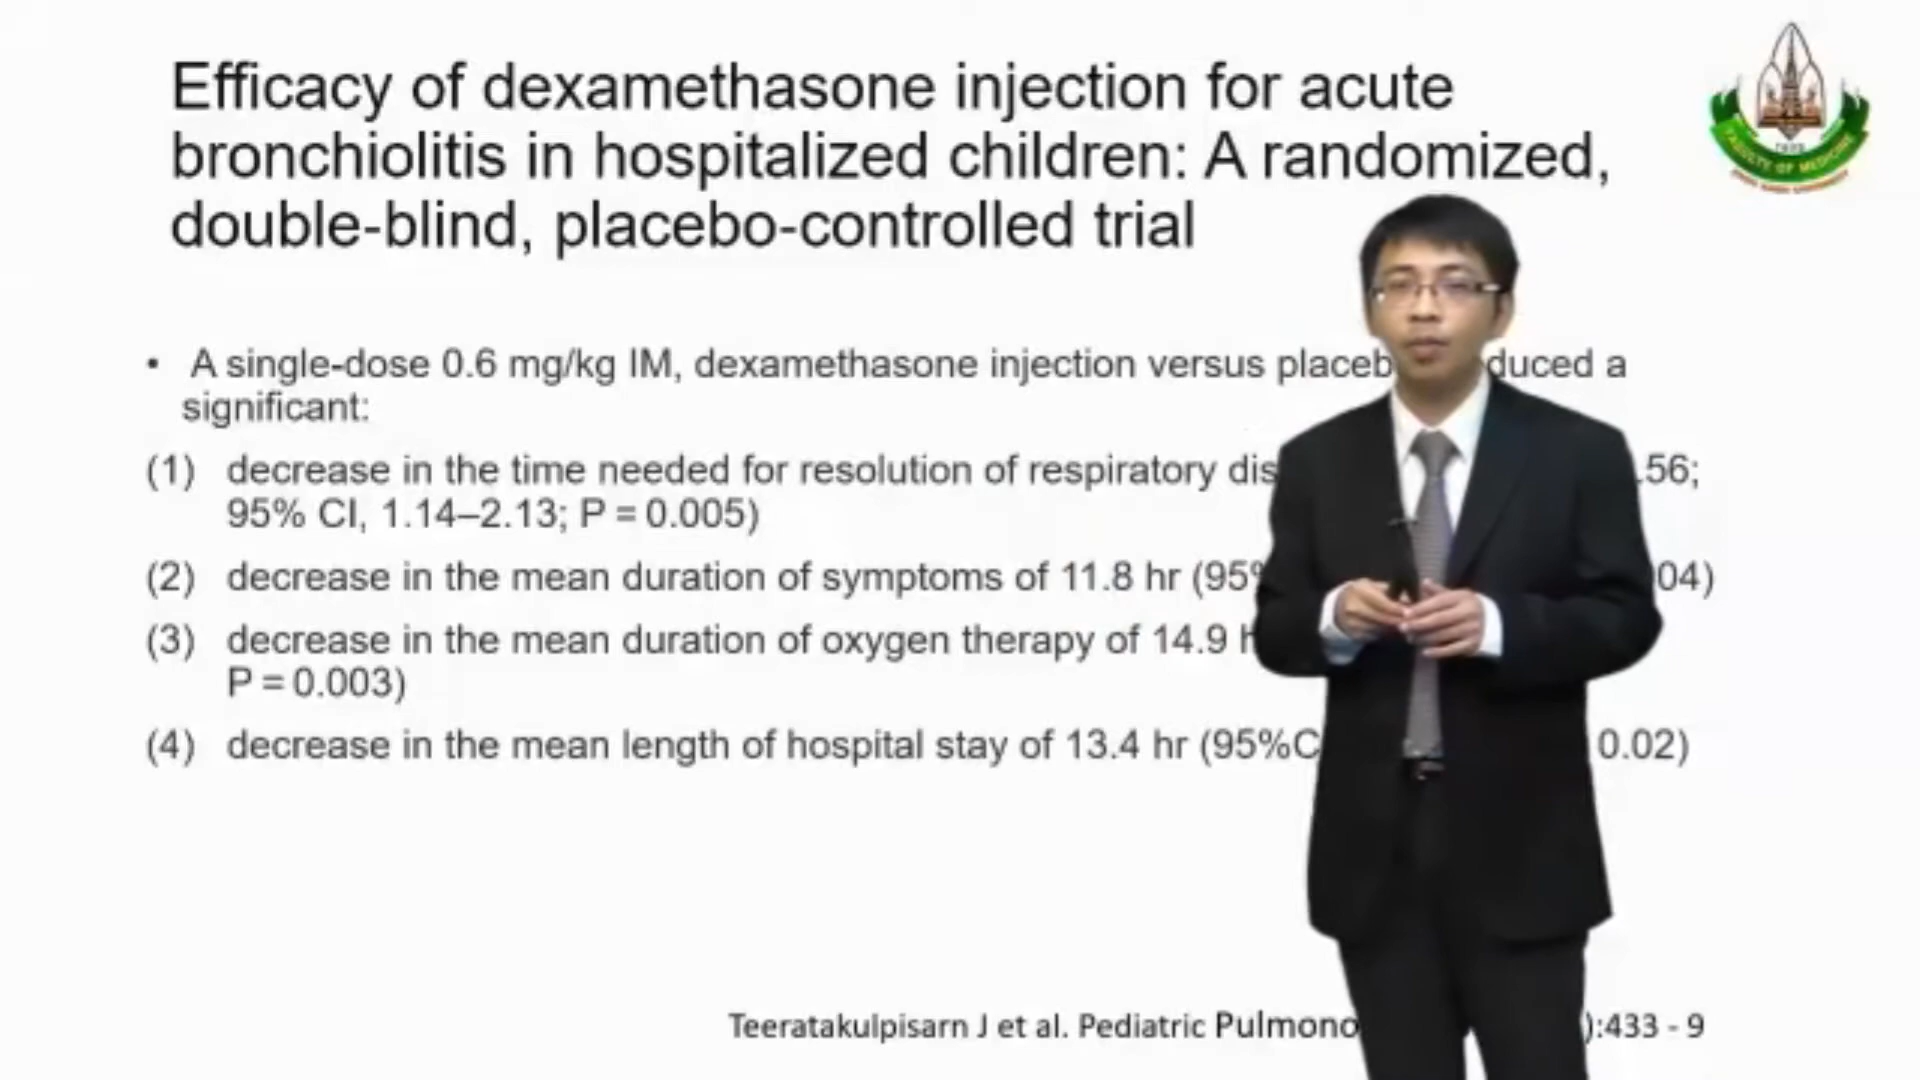 Efficacy of dexamethasone injection for acute
bronchiolitis in hospitalized children: A randomized,
double-blind, placebo-controlled trial
• A single-dose 0.6 mg/kg IM, dexamethasone injection versus a
significant:
(1) decrease in the time needed for resolution of respiratory .56;
95% CI, 1.14–2.13; P = 0.005)
(2) decrease in the mean duration of symptoms of 11.8 hr (95% 04)
(3) decrease in the mean duration of oxygen therapy of 14.9
P = 0.003)
(4) decrease in the mean length of hospital stay of 13.4 hr (95%C 0.02)
Teeratakulpisarn J et al. Pediatric ):433 - 9
FACULTY OF MEDICINE